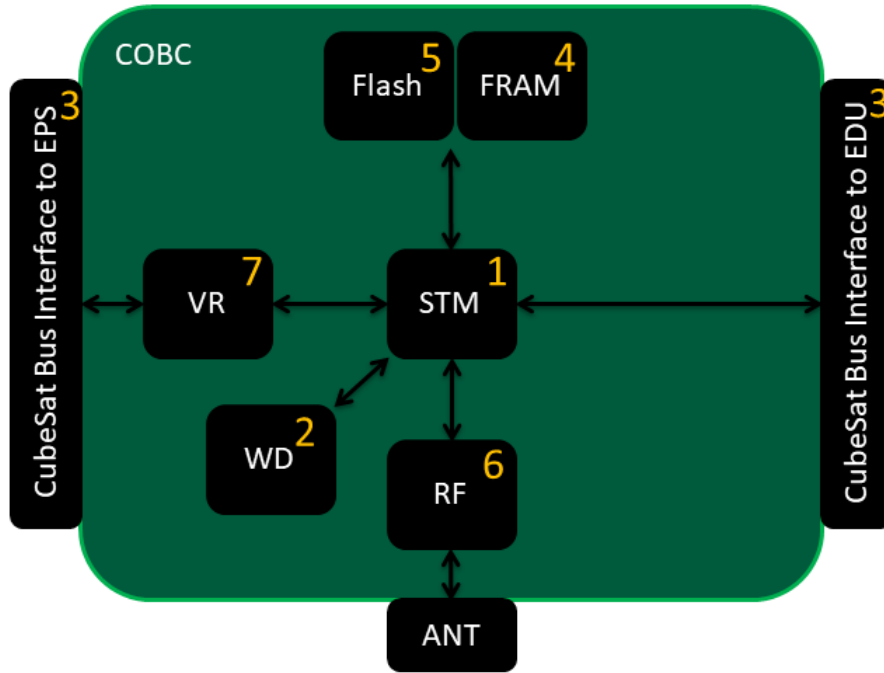 COBC
5
Flash
4
FRAM
3
CubeSat Bus Interface to EPS
3
CubeSat Bus Interface to EDU
7
VR
1
STM
2
WD
6
RF
ANT